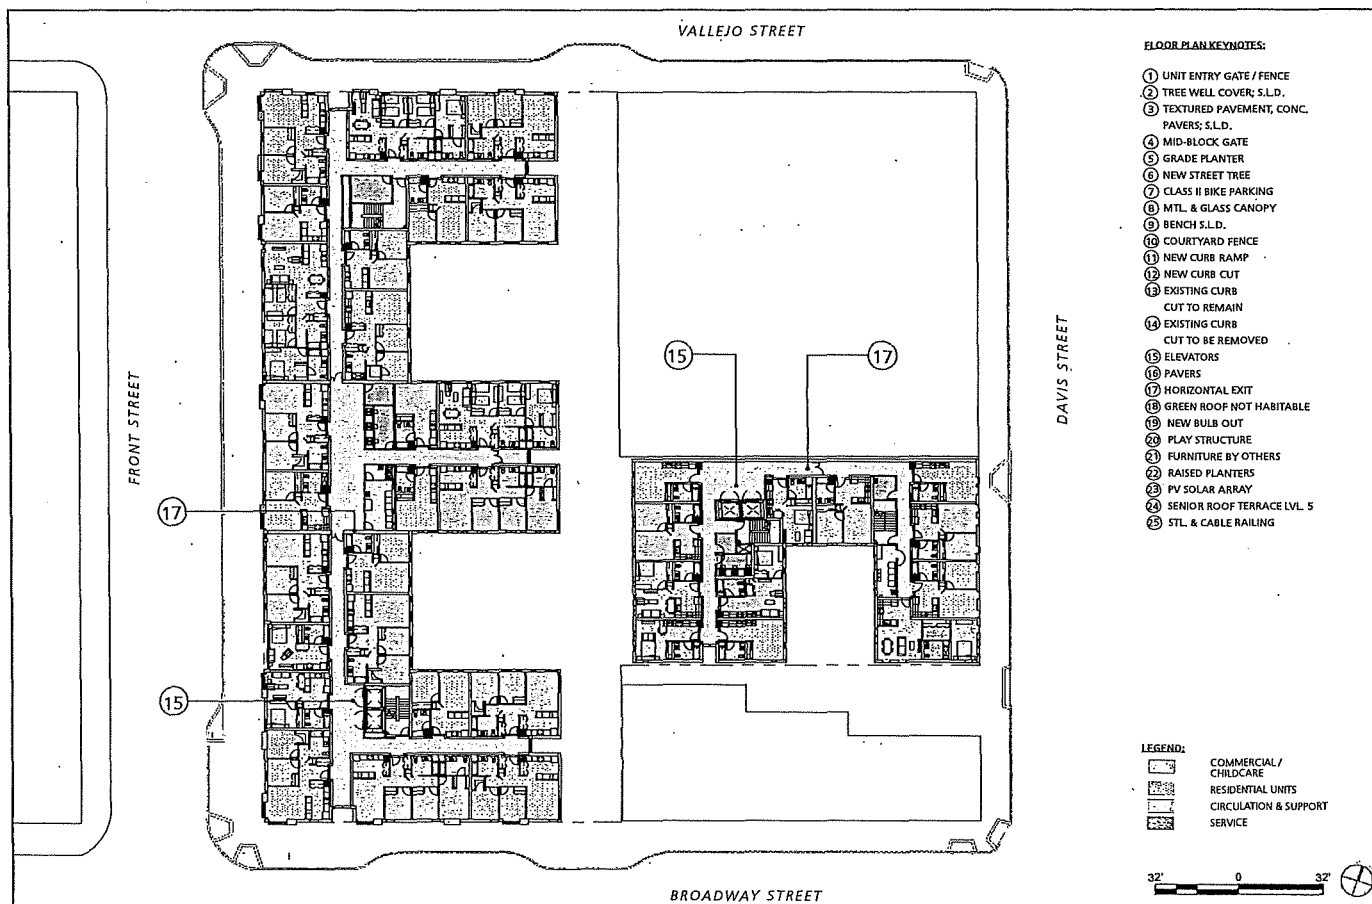 VALLEJO STREET
FLOOR PLAN KEYNOTES:
1 UNIT ENTRY GATE / FENCE
2 TREE WELL COVER; S.L.D.
3 TEXTURED PAVEMENT, CONC.
PAVERS; S.L.D.
4 MID-BLOCK GATE
5 GRADE PLANTER
6 NEW STREET TREE
7 CLASS II BIKE PARKING
8 MTL. & GLASS CANOPY
9 BENCH S.L.D.
10 COURTYARD FENCE
11 NEW CURB RAMP
12 NEW CURB CUT
13 EXISTING CURB
CUT TO REMAIN
14 EXISTING CURB
CUT TO BE REMOVED
15 ELEVATORS
16 PAVERS
17 HORIZONTAL EXIT
18 GREEN ROOF NOT HABITABLE
19 NEW BULB OUT
20 PLAY STRUCTURE
21 FURNITURE BY OTHERS
22 RAISED PLANTERS
23 PV SOLAR ARRAY
24 SENIOR ROOF TERRACE LVL. 5
25 STL. & CABLE RAILING
15
17
FRONT STREET
DAVIS STREET
17
15
LEGEND:
COMMERCIAL /
CHILDCARE
RESIDENTIAL UNITS
CIRCULATION & SUPPORT
SERVICE
32' 0 32'
BROADWAY STREET